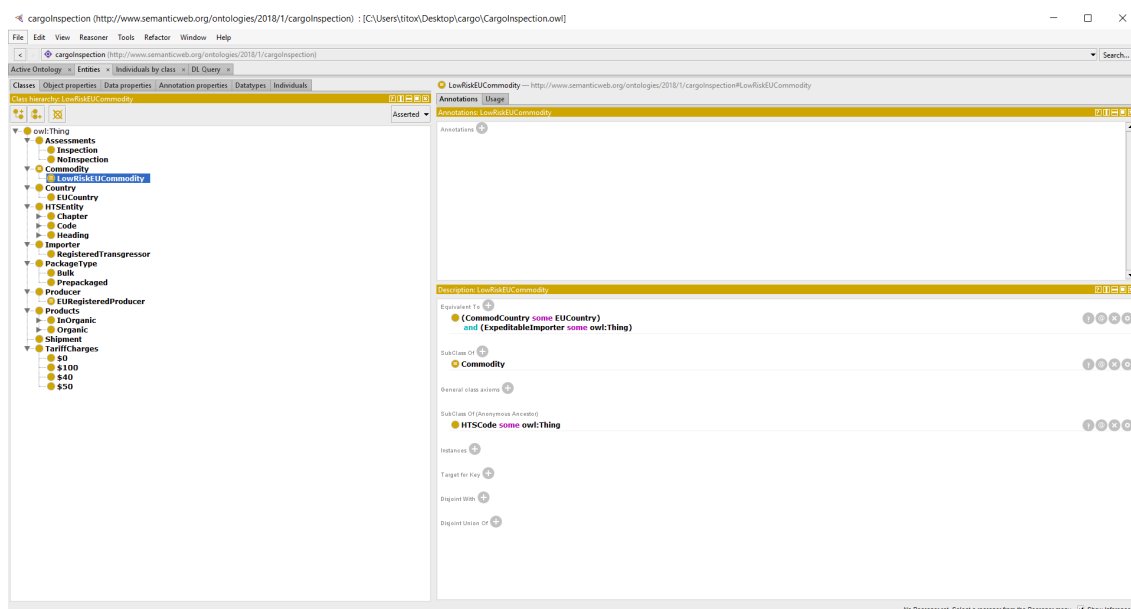 cargoInspection (http://www.semanticweb.org/ontologies/2018/1/cargoInspection) : [C:\Users\titox\Desktop\cargo\CargoInspection.owl]
File Edit View Reasoner Tools Refactor Window Help
< cargoInspection (http://www.semanticweb.org/ontologies/2018/1/cargoInspection) Search...
Active Ontology × Entities × Individuals by class × DL Query ×
Classes Object properties Data properties Annotation properties Datatypes Individuals
Class hierarchy: LowRiskEUCommodity
Asserted
owl:Thing
Assessments
Inspection
NoInspection
Commodity
LowRiskEUCommodity
Country
EUCountry
HTSEntity
Chapter
Code
Heading
Importer
RegisteredTransgressor
PackageType
Bulk
Prepackaged
Producer
EURegisteredProducer
Products
InOrganic
Organic
Shipment
TariffCharges
$0
$100
$40
$50
LowRiskEUCommodity — http://www.semanticweb.org/ontologies/2018/1/cargoInspection#LowRiskEUCommodity
Annotations Usage
Annotations: LowRiskEUCommodity
Annotations
Description: LowRiskEUCommodity
Equivalent To
(CommodCountry some EUCountry)
and (ExpeditableImporter some owl:Thing)
SubClass Of
Commodity
General class axioms
SubClass Of (Anonymous Ancestor)
HTSCode some owl:Thing
Instances
Target for Key
Disjoint With
Disjoint Union Of